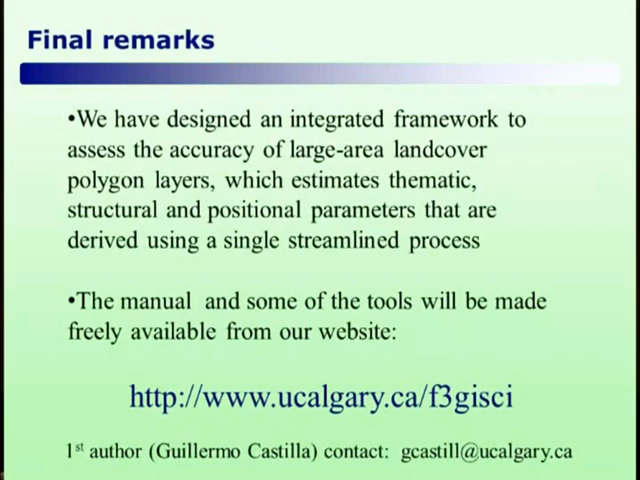 Final remarks
•We have designed an integrated framework to
assess the accuracy of large-area landcover
polygon layers, which estimates thematic,
structural and positional parameters that are
derived using a single streamlined process
•The manual and some of the tools will be made
freely available from our website:
http://www.ucalgary.ca/f3gisci
1st author (Guillermo Castilla) contact: gcastill@ucalgary.ca